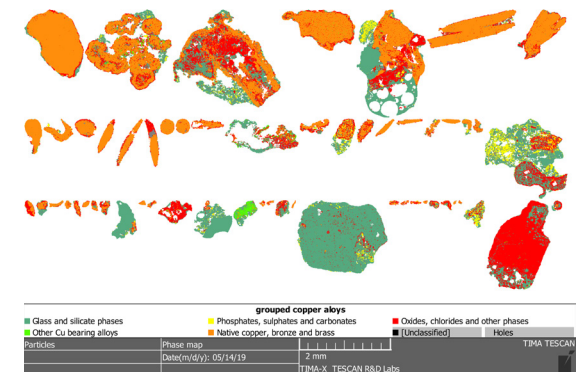 grouped copper aloys
Glass and silicate phases Phosphates, sulphates and carbonates Oxides, chlorides and other phases
Other Cu bearing alloys Native copper, bronze and brass [Unclassified] Holes
Particles Phase map TIMA TESCAN
Date(m/d/y): 05/14/19 2 mm
TIMA-X TESCAN R&D Labs